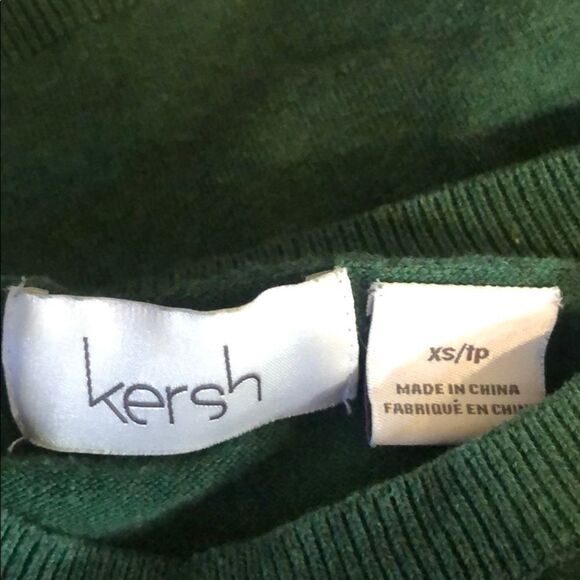 kersh
xs/tp
MADE IN CHINA
FABRIQUÉ EN